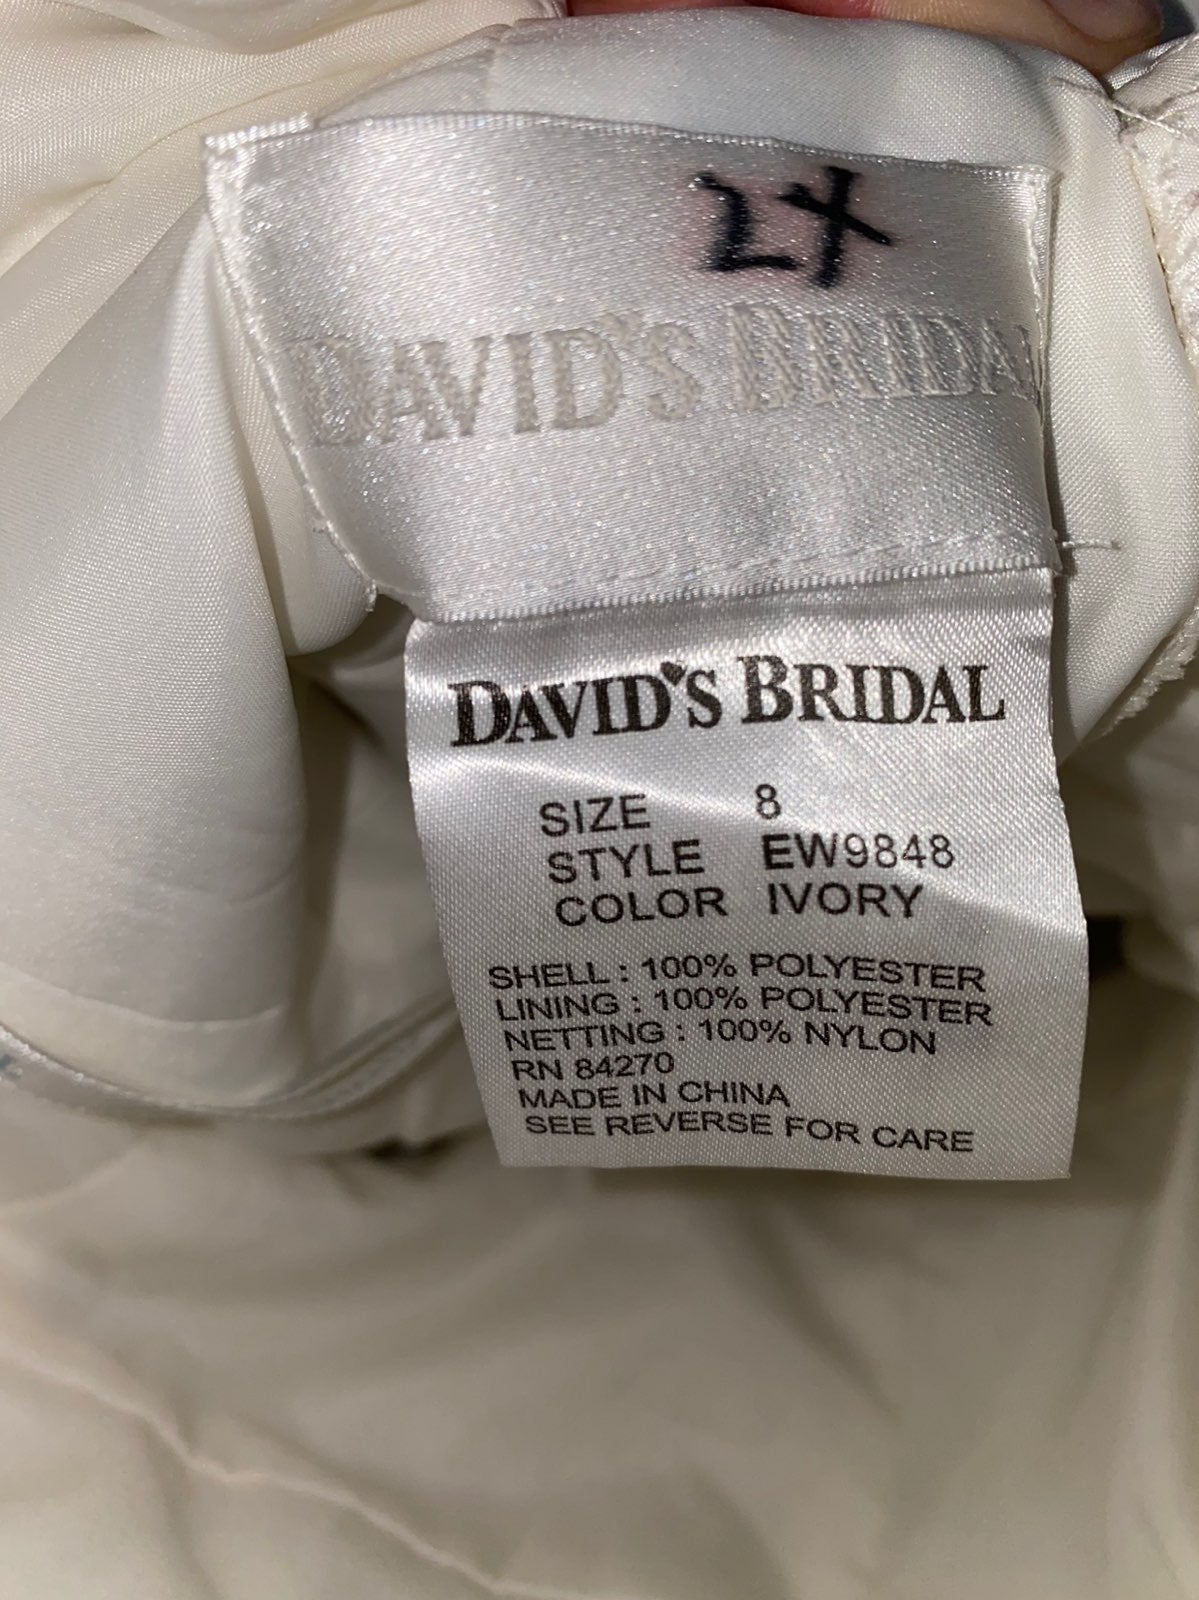 DAVID'S BRIDAL
DAVID'S BRIDAL
SIZE 8
STYLE EW9848
COLOR IVORY
SHELL : 100% POLYESTER
LINING : 100% POLYESTER
NETTING : 100% NYLON
RN 84270
MADE IN CHINA
SEE REVERSE FOR CARE